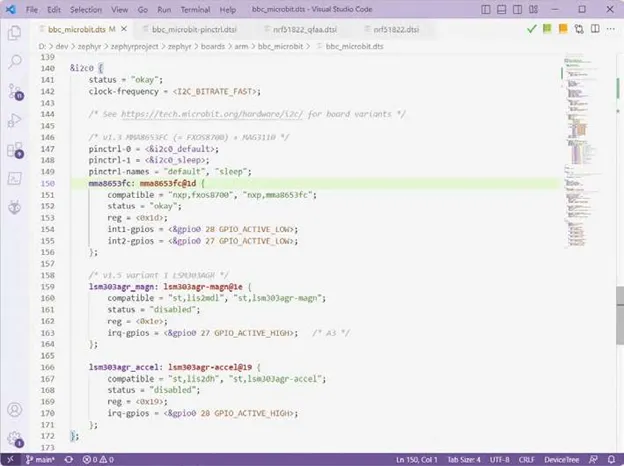 File Edit Selection View Go Run Terminal Help bbc_microbit.dts - Visual Studio Code
bbc_microbit.dts M bbc_microbit-pinctrl.dtsi nrf51822_qfaa.dtsi nrf51822.dtsi
D: > dev > zephyr > zephyrproject > zephyr > boards > arm > bbc_microbit > bbc_microbit.dts
139
140 &i2c0 {
141 status = "okay";
142 clock-frequency = <I2C_BITRATE_FAST>;
143
144 /* See https://tech.microbit.org/hardware/i2c/ for board variants */
145
146 /* v1.3 MMA8653FC (= FXOS8700) + MAG3110 */
147 pinctrl-0 = <&i2c0_default>;
148 pinctrl-1 = <&i2c0_sleep>;
149 pinctrl-names = "default", "sleep";
150 mma8653fc: mma8653fc@1d {
151 compatible = "nxp,fxos8700", "nxp,mma8653fc";
152 status = "okay";
153 reg = <0x1d>;
154 int1-gpios = <&gpio0 28 GPIO_ACTIVE_LOW>;
155 int2-gpios = <&gpio0 27 GPIO_ACTIVE_LOW>;
156 };
157
158 /* v1.5 variant 1 LSM303AGR */
159 lsm303agr_magn: lsm303agr-magn@1e {
160 compatible = "st,lis2mdl", "st,lsm303agr-magn";
161 status = "disabled";
162 reg = <0x1e>;
163 irq-gpios = <&gpio0 27 GPIO_ACTIVE_HIGH>; /* A3 */
164 };
165
166 lsm303agr_accel: lsm303agr-accel@19 {
167 compatible = "st,lis2dh", "st,lsm303agr-accel";
168 status = "disabled";
169 reg = <0x19>;
170 irq-gpios = <&gpio0 28 GPIO_ACTIVE_HIGH>;
171 };
172 };
173
main* 0 0 Ln 150, Col 1 Tab Size: 4 UTF-8 CRLF DeviceTree